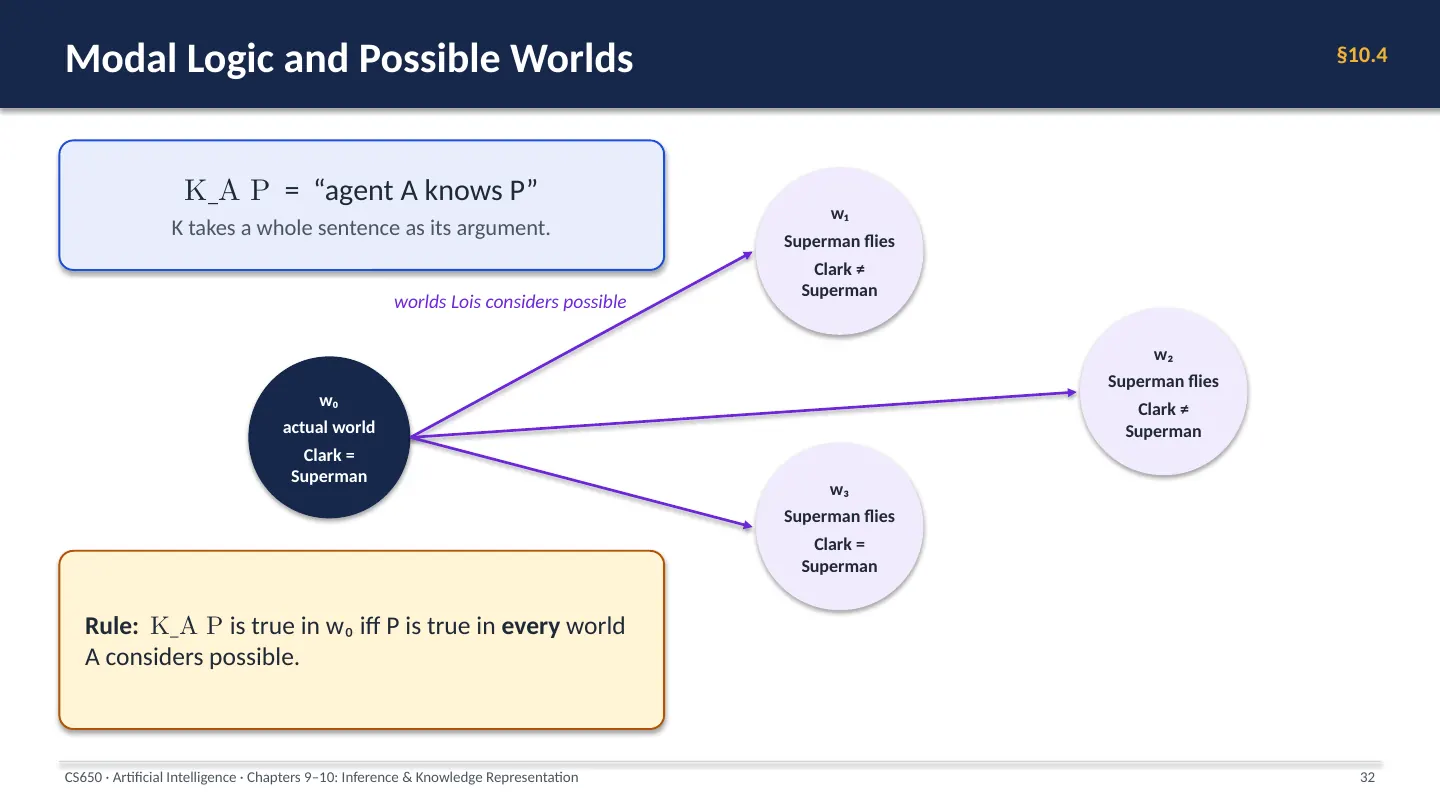 Modal Logic and Possible Worlds
§10.4
K_A P = “agent A knows P”
K takes a whole sentence as its argument.
worlds Lois considers possible
w₁
Superman flies
Clark ≠
Superman
w₂
Superman flies
Clark ≠
Superman
w₀
actual world
Clark =
Superman
w₃
Superman flies
Clark =
Superman
Rule: K_A P is true in w₀ iff P is true in every world
A considers possible.
CS650 · Artificial Intelligence · Chapters 9–10: Inference & Knowledge Representation
32